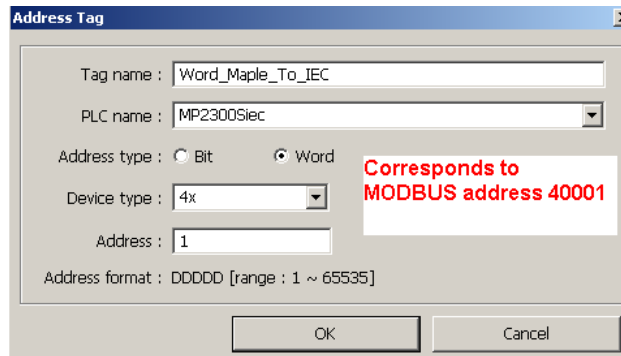 Address Tag
Tag name : Word_Maple_To_IEC
PLC name : MP2300Siec
Address type : Bit Word
Corresponds to
MODBUS address 40001
Device type : 4x
Address : 1
Address format : DDDDD [range : 1 ~ 65535]
OK Cancel